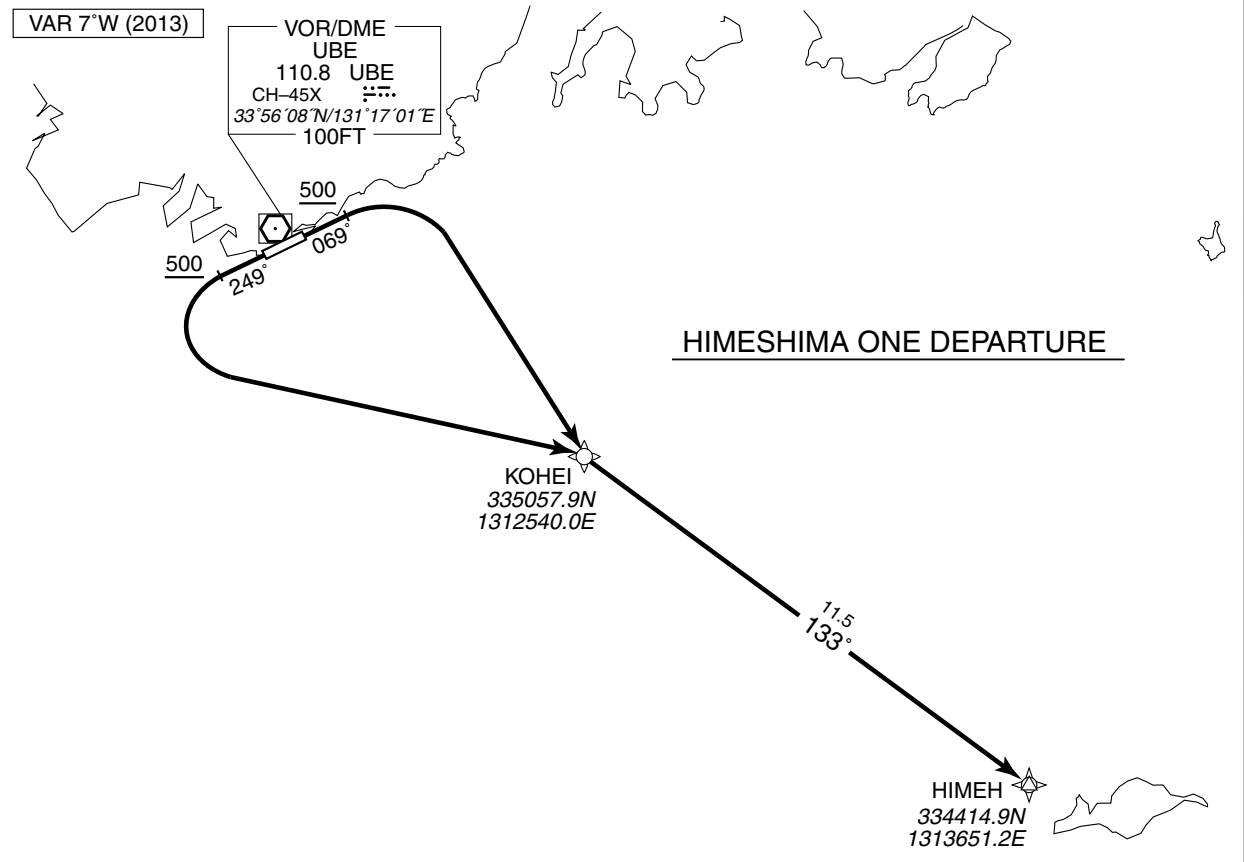 VAR 7˚W (2013)
VOR/DME
UBE
110.8 UBE
CH–45X
33˚56´08˝N/131˚17´01˝E
100FT
500
069˚
500
249˚
HIMESHIMA ONE DEPARTURE
KOHEI
335057.9N
1312540.0E
11.5
133˚
HIMEH
334414.9N
1313651.2E